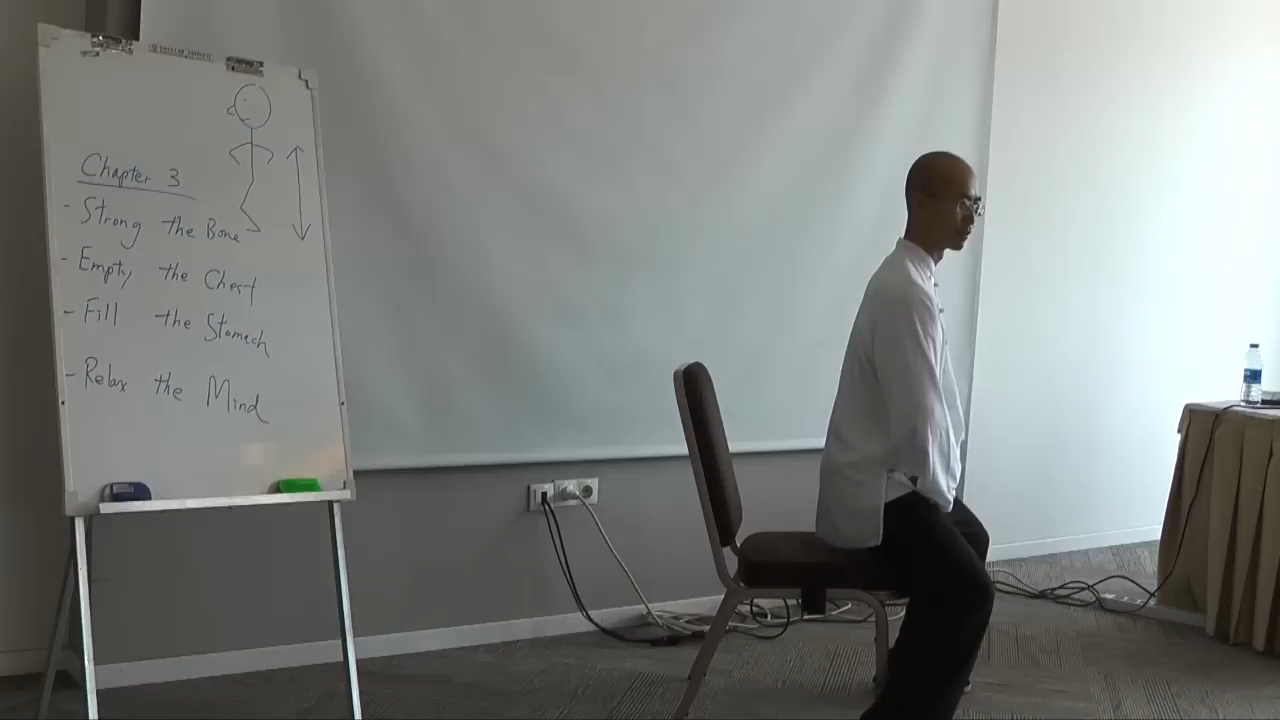 Chapter 3
- Strong the Bone
- Empty the Chest
- Fill the Stomach
- Relax the Mind